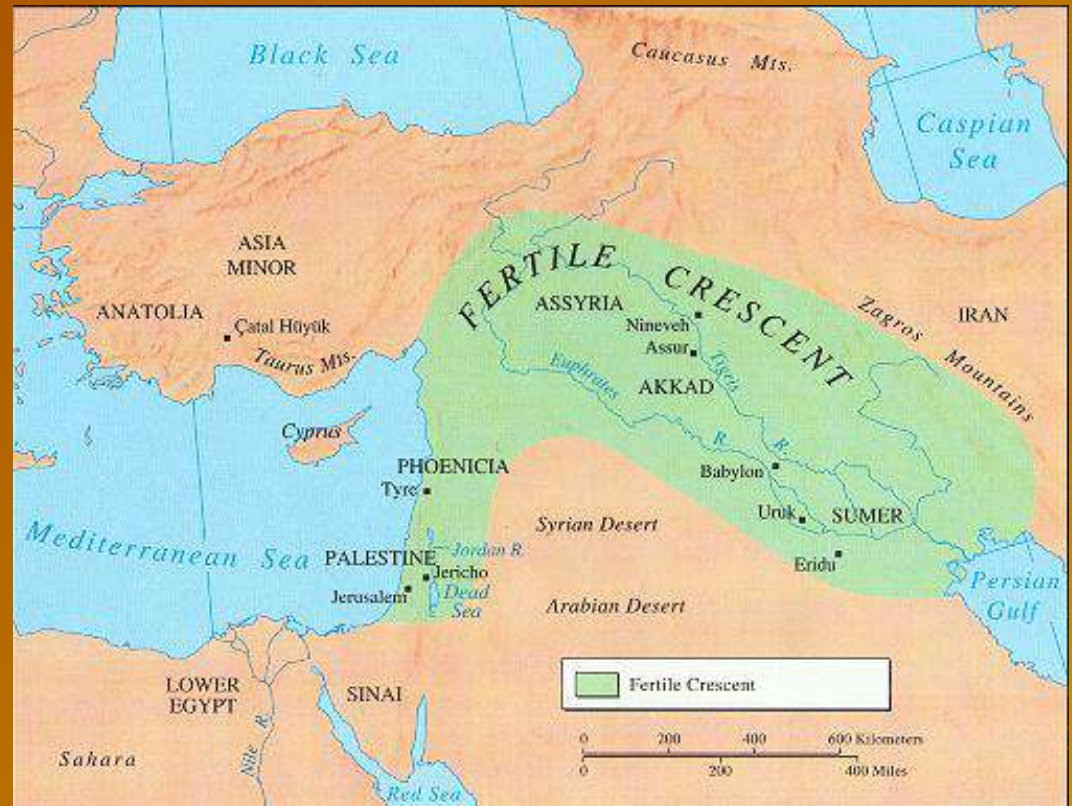 Black Sea
Caucasus Mts.
Caspian
Sea
ASIA
MINOR
ANATOLIA
Çatal Hüyük
Taurus Mts.
FERTILE CRESCENT
ASSYRIA
Nineveh
Assur
Tigris R.
AKKAD
Euphrates R.
Zagros Mountains
IRAN
Cyprus
PHOENICIA
Tyre
Babylon
Uruk
SUMER
Eridu
Syrian Desert
Mediterranean Sea
PALESTINE
Jordan R.
Jericho
Jerusalem
Dead
Sea
Arabian Desert
Persian
Gulf
LOWER
EGYPT
SINAI
Nile R.
Sahara
Red Sea
Fertile Crescent
0 200 400 600 Kilometers
0 200 400 Miles